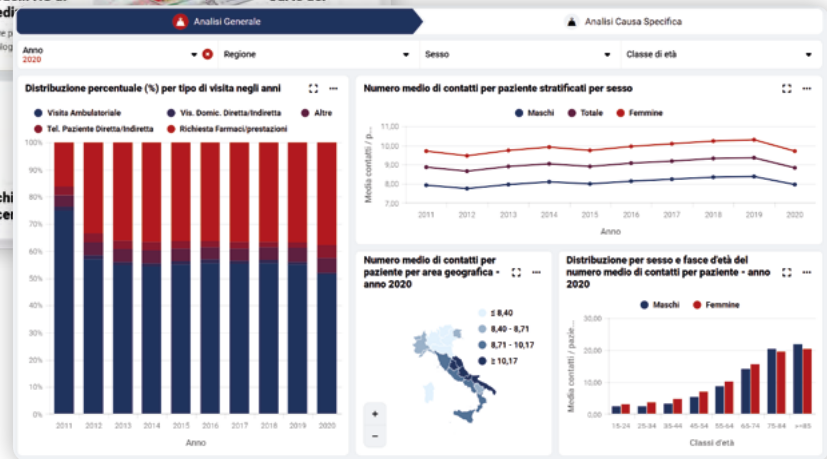 Analisi Generale
Analisi Causa Specifica
Anno
2020
Regione
Sesso
Classe di età
Distribuzione percentuale (%) per tipo di visita negli anni
Visita Ambulatoriale
Vis. Domic. Diretta/Indiretta
Altre
Tel. Paziente Diretta/Indiretta
Richiesta Farmaci/prestazioni
100%
90%
80%
70%
60%
50%
40%
30%
20%
10%
0%
2011 2012 2013 2014 2015 2016 2017 2018 2019 2020
Anno
Numero medio di contatti per paziente stratificati per sesso
Maschi
Totale
Femmine
Media contatti / p...
11,00
10,00
9,00
8,00
7,00
2011 2012 2013 2014 2015 2016 2017 2018 2019 2020
Anno
Numero medio di contatti per
paziente per area geografica -
anno 2020
≤ 8,40
8,40 - 8,71
8,71 - 10,17
≥ 10,17
+
−
Distribuzione per sesso e fasce d'età del
numero medio di contatti per paziente - anno
2020
Maschi
Femmine
Media contatti / pazie...
30,00
20,00
10,00
0,00
15-24 25-34 35-44 45-54 55-64 65-74 75-84 >=85
Classi d'età